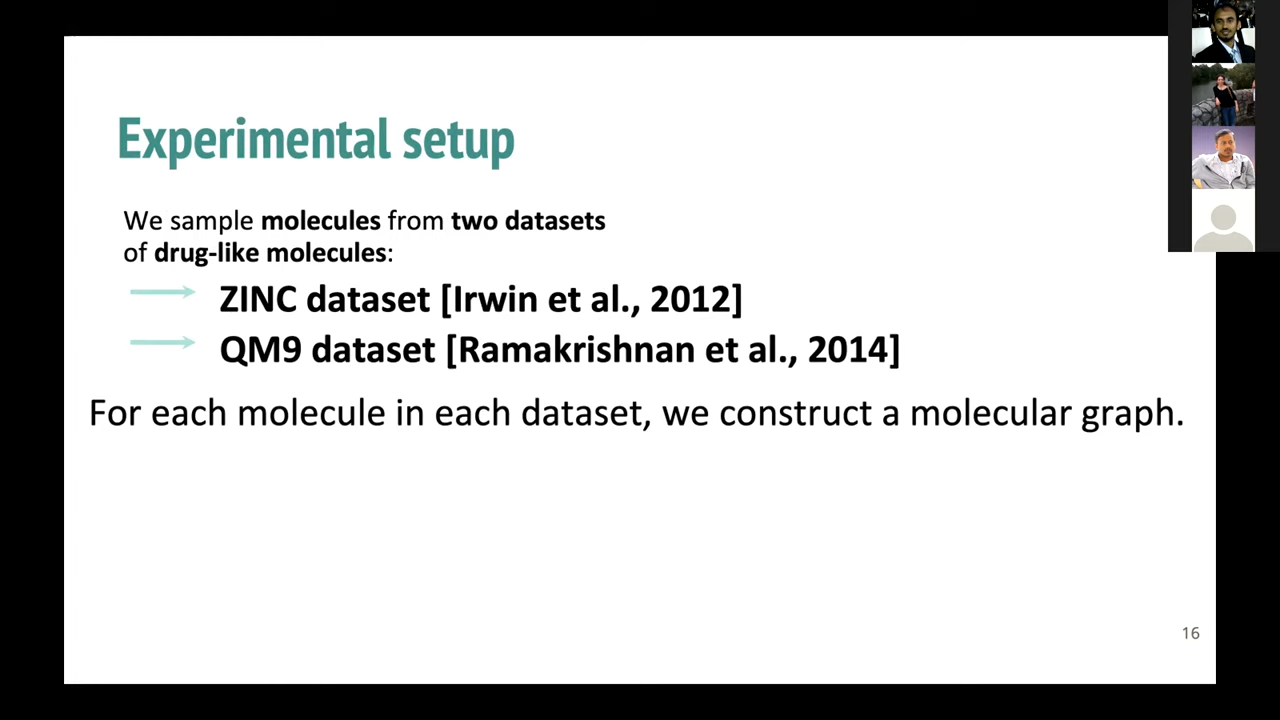 Experimental setup
We sample molecules from two datasets
of drug-like molecules:
ZINC dataset [Irwin et al., 2012]
QM9 dataset [Ramakrishnan et al., 2014]
For each molecule in each dataset, we construct a molecular graph.
16